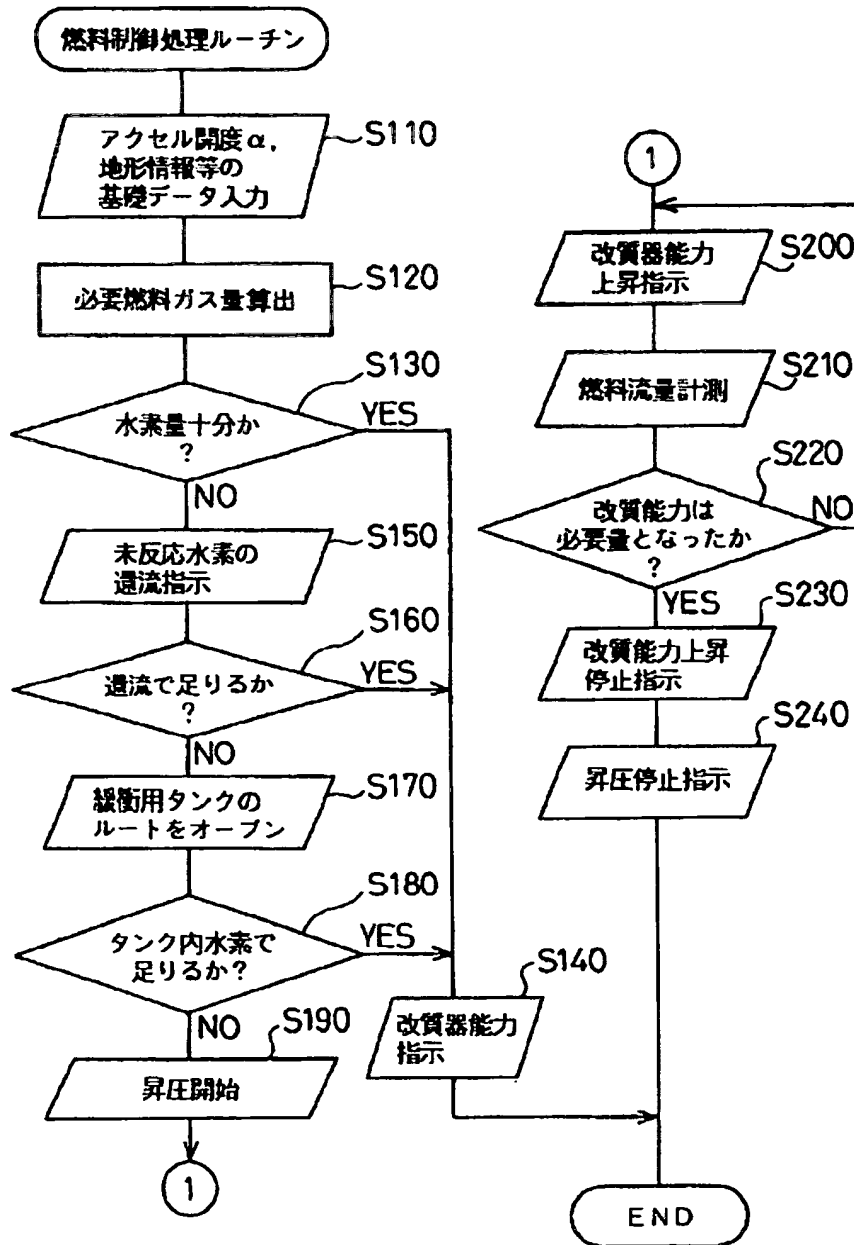 燃料制御処理ルーチン
アクセル開度α,
地形情報等の
基礎データ入力
S110
必要燃料ガス量算出
S120
水素量十分か
?
S130
YES
NO
未反応水素の
還流指示
S150
還流で足りるか
?
S160
YES
NO
緩衝用タンクの
ルートをオープン
S170
タンク内水素で
足りるか?
S180
YES
NO
昇圧開始
S190
1
改質器能力
指示
S140
1
改質器能力
上昇指示
S200
燃料流量計測
S210
改質能力は
必要量となったか
?
S220
NO
YES
改質能力上昇
停止指示
S230
昇圧停止指示
S240
END